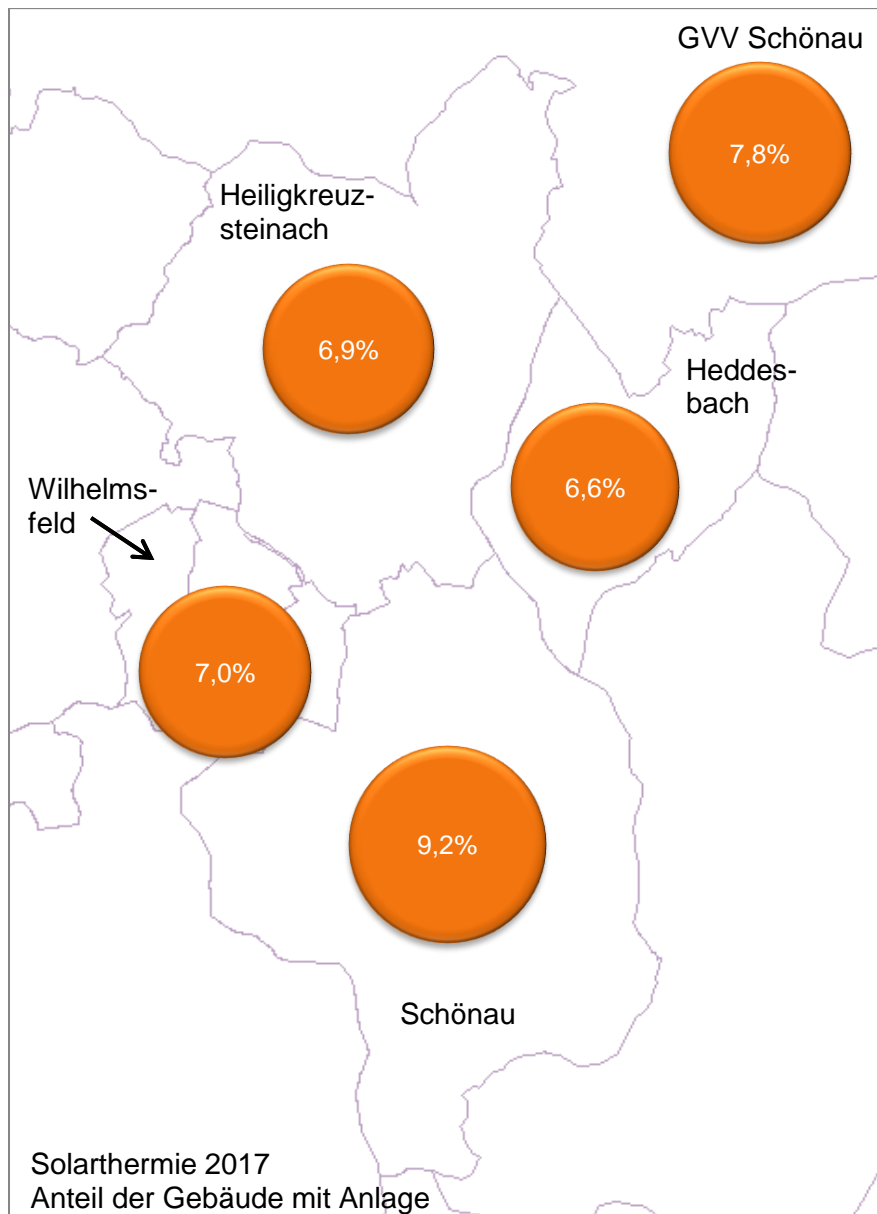 GVV Schönau
7,8%
Heiligkreuz-
steinach
6,9%
Heddes-
bach
6,6%
Wilhelms-
feld
7,0%
9,2%
Schönau
Solarthermie 2017
Anteil der Gebäude mit Anlage